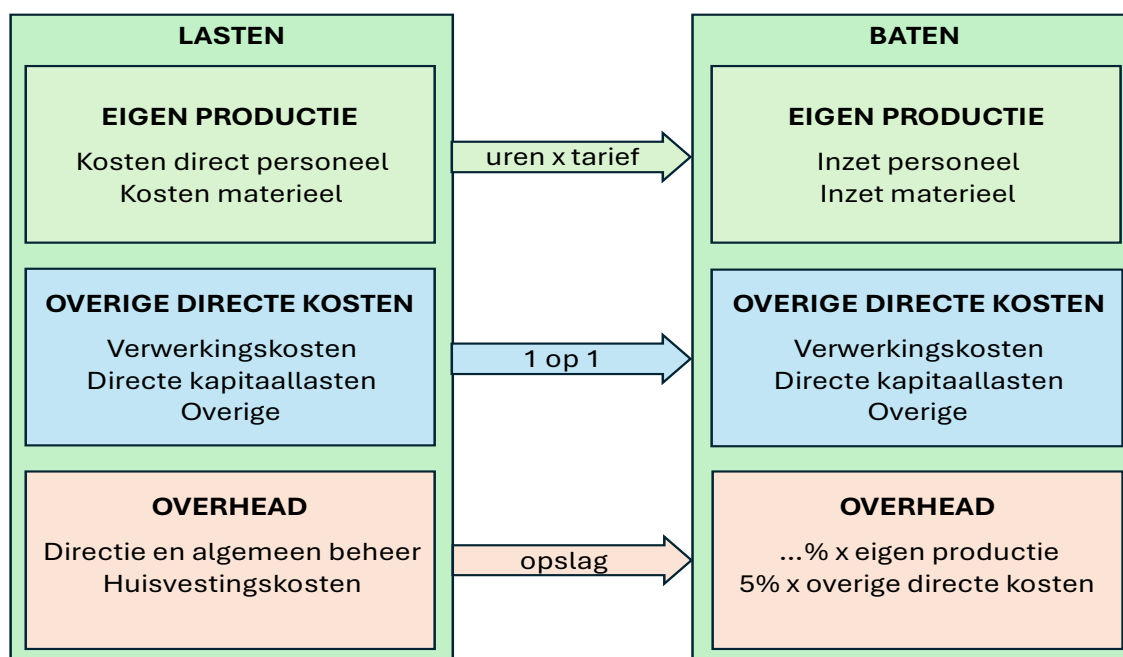 LASTEN
EIGEN PRODUCTIE
Kosten direct personeel
Kosten materieel
OVERIGE DIRECTE KOSTEN
Verwerkingskosten
Directe kapitaallasten
Overige
OVERHEAD
Directie en algemeen beheer
Huisvestingskosten
uren x tarief
1 op 1
opslag
BATEN
EIGEN PRODUCTIE
Inzet personeel
Inzet materieel
OVERIGE DIRECTE KOSTEN
Verwerkingskosten
Directe kapitaallasten
Overige
OVERHEAD
...% x eigen productie
5% x overige directe kosten